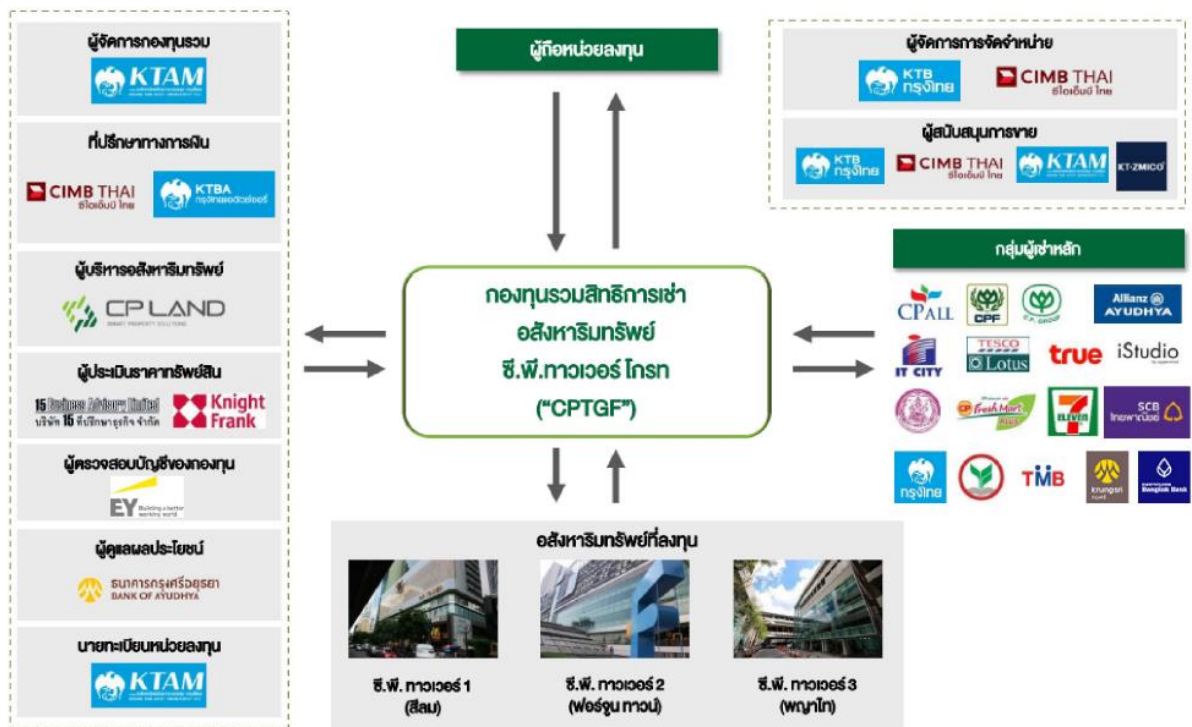 ผู้จัดการกองทุนรวม
KTAM
ที่ปรึกษาทางการเงิน
CIMB THAI
ซีไอเอ็มบี ไทย
KTBA
กรุงไทยแอดไวซ์เซอรี่
ผู้บริหารอสังหาริมทรัพย์
CP LAND
SMART PROPERTY SOLUTIONS
ผู้ประเมินราคาทรัพย์สิน
15 Business Advisory Limited
บริษัท 15 ที่ปรึกษาธุรกิจ จำกัด
Knight
Frank
ผู้ตรวจสอบบัญชีของกองทุน
EY
Building a better
working world
ผู้ดูแลผลประโยชน์
ธนาคารกรุงศรีอยุธยา
BANK OF AYUDHYA
นายทะเบียนหน่วยลงทุน
KTAM
ผู้ถือหน่วยลงทุน
กองทุนรวมสิทธิการเช่า
อสังหาริมทรัพย์
ซี.พี.ทาวเวอร์ โกรท
("CPTGF")
อสังหาริมทรัพย์ที่ลงทุน
ซี.พี. ทาวเวอร์ 1
(สีลม)
ซี.พี. ทาวเวอร์ 2
(ฟอร์จูน ทาวน์)
ซี.พี. ทาวเวอร์ 3
(พญาไท)
ผู้จัดการการจัดจำหน่าย
KTB
กรุงไทย
CIMB THAI
ซีไอเอ็มบี ไทย
ผู้สนับสนุนการขาย
KTB
กรุงไทย
CIMB THAI
ซีไอเอ็มบี ไทย
KTAM
KT-ZMICO
กลุ่มผู้เช่าหลัก
CPALL
CPF
C.P. GROUP
Allianz
AYUDHYA
IT CITY
TESCO
Lotus
true
iStudio
CP Fresh Mart
Plus
7 ELEVEN
SCB
ไทยพาณิชย์
กรุงไทย
TMB
krungsri
กรุงศรี
Bangkok Bank